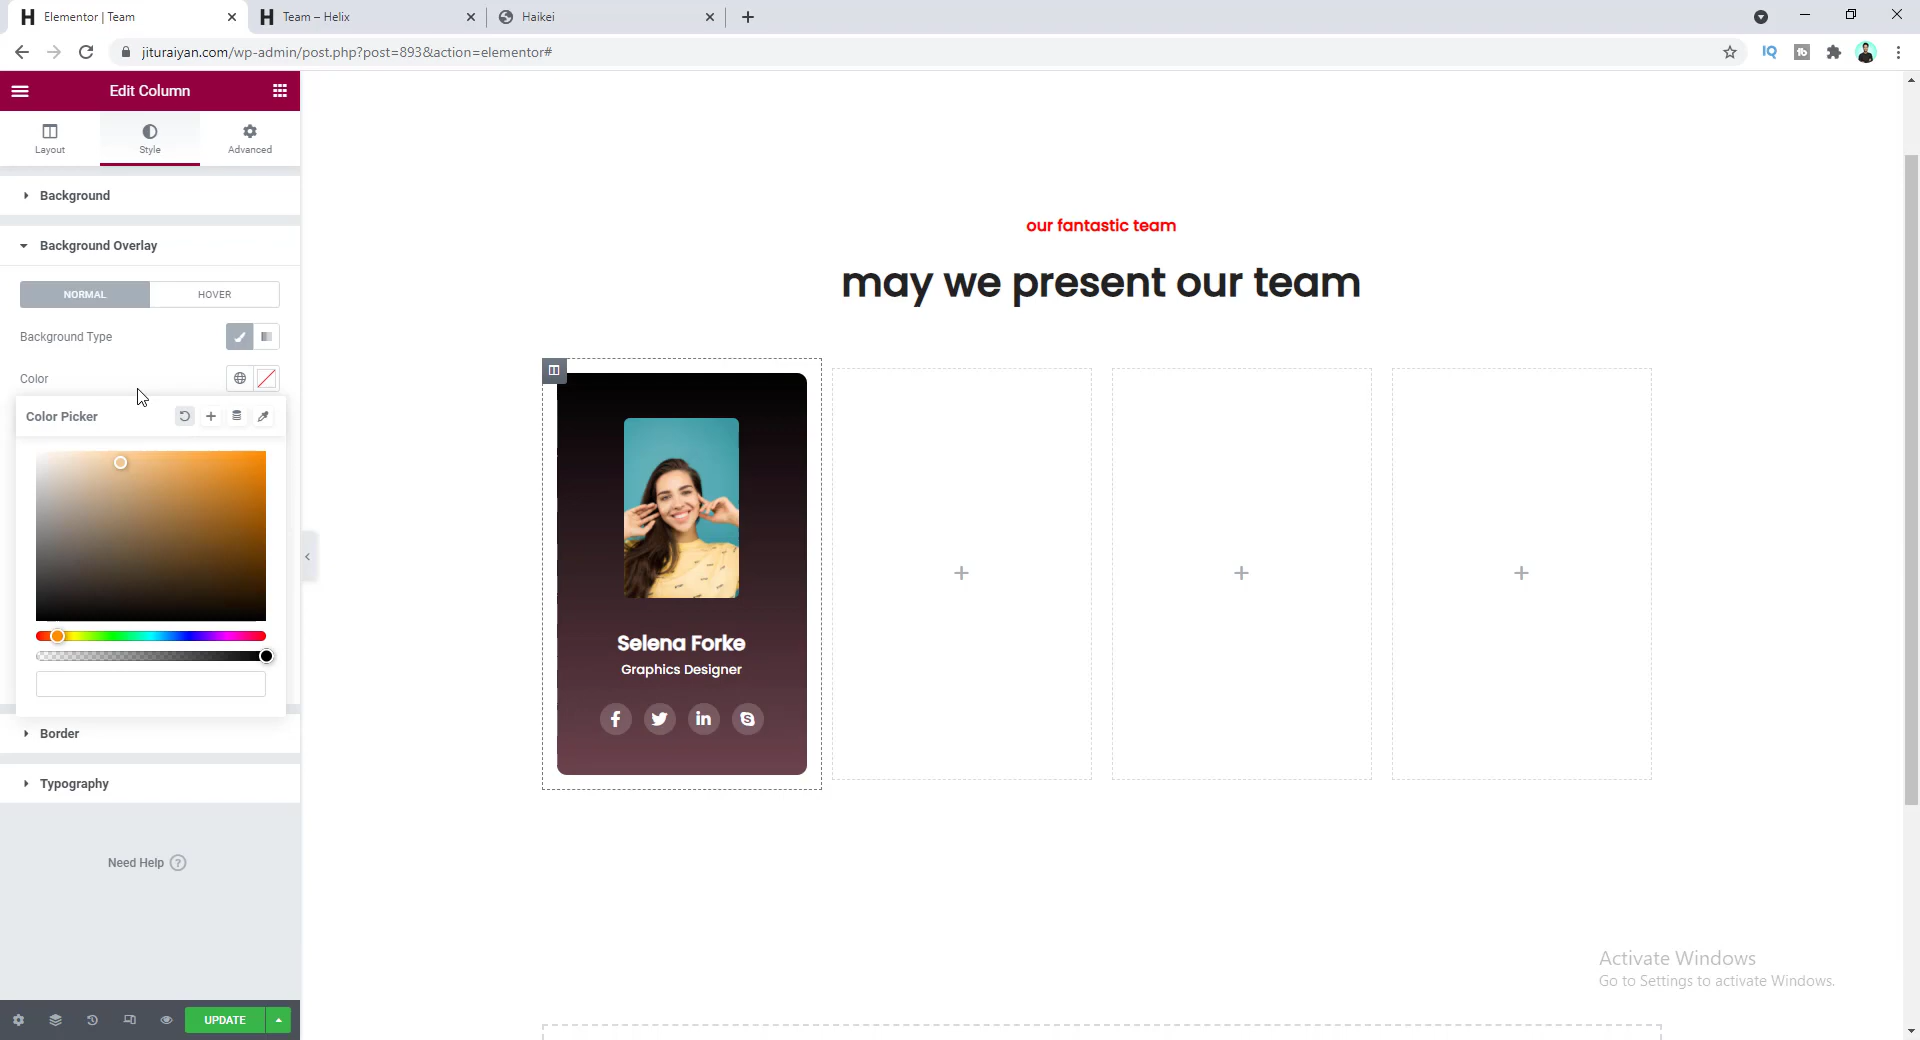 Elementor | Team
Team – Helix
Haikei
jituraiyan.com/wp-admin/post.php?post=893&action=elementor#
Edit Column
Layout
Style
Advanced
Background
Background Overlay
NORMAL
HOVER
Background Type
Color
Color Picker
Border
Typography
Need Help ?
UPDATE
our fantastic team
may we present our team
Selena Forke
Graphics Designer
Activate Windows
Go to Settings to activate Windows.